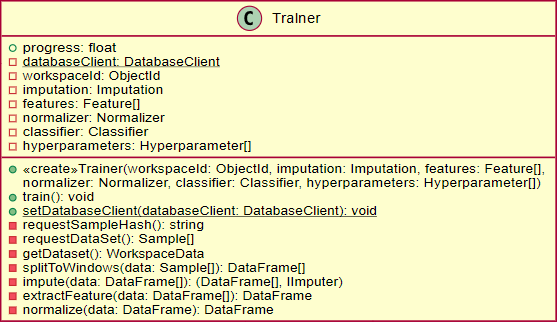 C TraIner
progress: float
databaseClient: DatabaseClient
workspaceId: ObjectId
imputation: Imputation
features: Feature[]
normalizer: Normalizer
classifier: Classifier
hyperparameters: Hyperparameter[]
«create»Trainer(workspaceId: ObjectId, imputation: Imputation, features: Feature[],
normalizer: Normalizer, classifier: Classifier, hyperparameters: Hyperparameter[])
train(): void
setDatabaseClient(databaseClient: DatabaseClient): void
requestSampleHash(): string
requestDataSet(): Sample[]
getDataset(): WorkspaceData
splitToWindows(data: Sample[]): DataFrame[]
impute(data: DataFrame[]): (DataFrame[], IImputer)
extractFeature(data: DataFrame[]): DataFrame
normalize(data: DataFrame): DataFrame